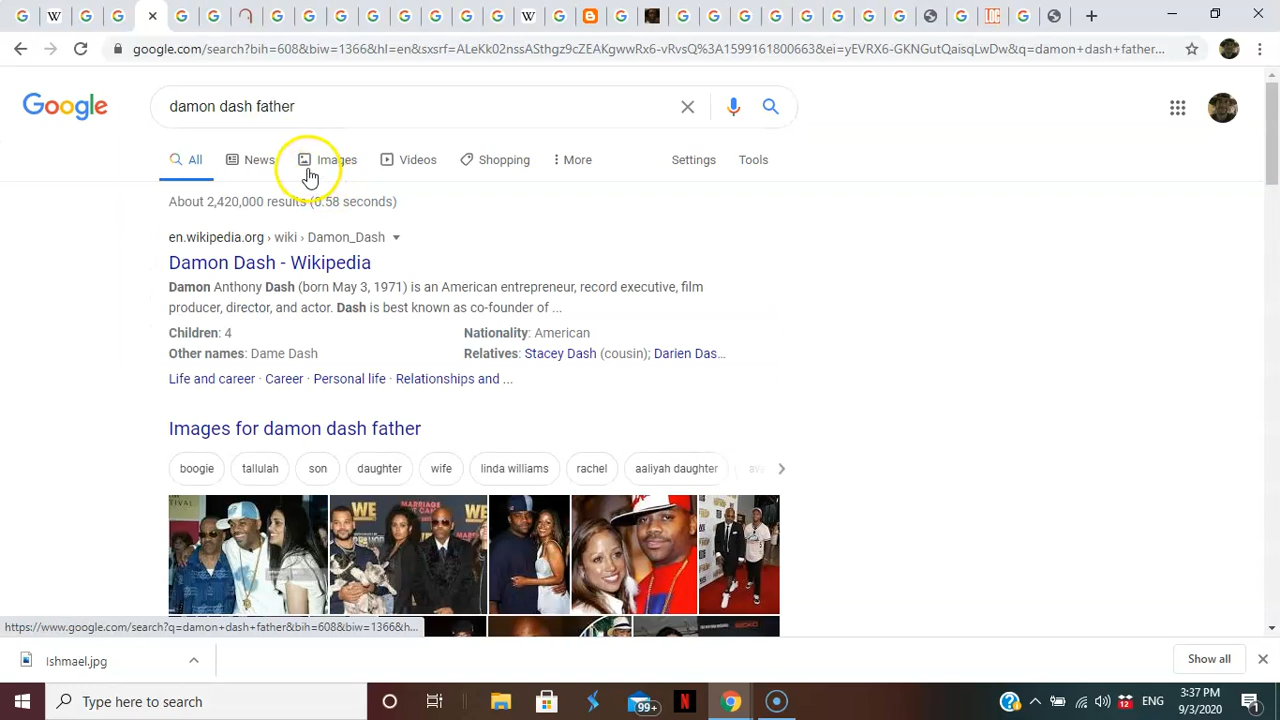 google.com/search?bih=608&biw=1366&hl=en&sxsrf=ALeKk02nssASthgz9cZEAKgwwRx6-vRvsQ%3A1599161800663&ei=yEVRX6-GKNGutQaisqLwDw&q=damon+dash+father...
Google
damon dash father
All
News
Images
Videos
Shopping
More
Settings
Tools
About 2,420,000 results (0.58 seconds)
en.wikipedia.org › wiki › Damon_Dash
Damon Dash - Wikipedia
Damon Anthony Dash (born May 3, 1971) is an American entrepreneur, record executive, film
producer, director, and actor. Dash is best known as co-founder of ...
Children: 4
Nationality: American
Other names: Dame Dash
Relatives: Stacey Dash (cousin); Darien Das...
Life and career · Career · Personal life · Relationships and ...
Images for damon dash father
boogie
tallulah
son
daughter
wife
linda williams
rachel
aaliyah daughter
https://www.google.com/search?q=damon+dash+father&bih=608&biw=1366&h...
Ishmael.jpg
Show all
Type here to search
99+
N
12
ENG
3:37 PM
9/3/2020
1